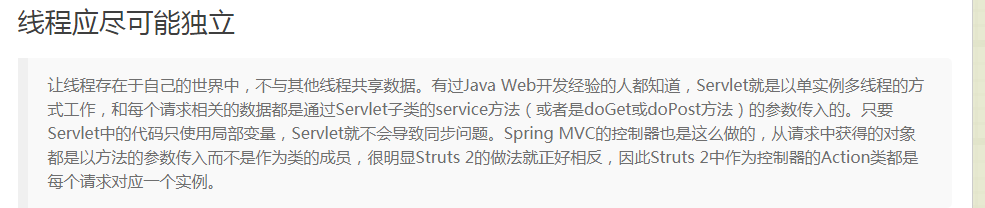 线程应尽可能独立
让线程存在于自己的世界中，不与其他线程共享数据。有过Java Web开发经验的人都知道，Servlet就是以单实例多线程的方
式工作，和每个请求相关的数据都是通过Servlet子类的service方法（或者是doGet或doPost方法）的参数传入的。只要
Servlet中的代码只使用局部变量，Servlet就不会导致同步问题。Spring MVC的控制器也是这么做的，从请求中获得的对象
都是以方法的参数传入而不是作为类的成员，很明显Struts 2的做法就正好相反，因此Struts 2中作为控制器的Action类都是
每个请求对应一个实例。